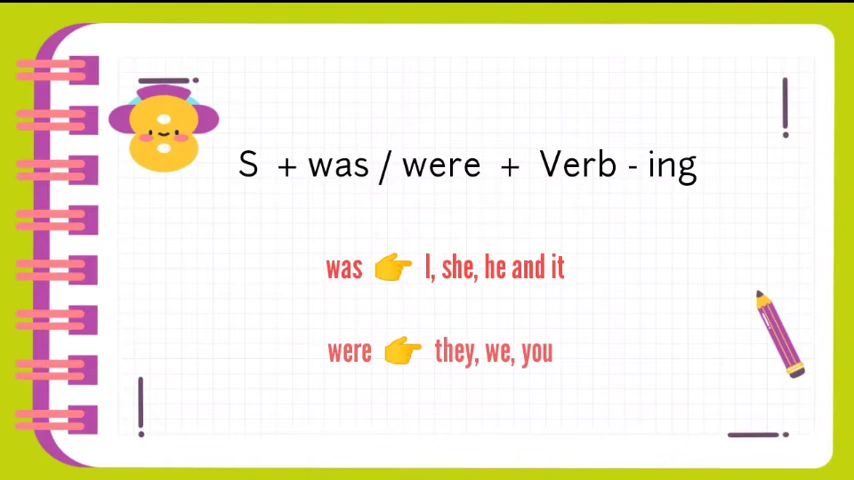 S + was / were + Verb - ing
was 👉 I, she, he and it
were 👉 they, we, you